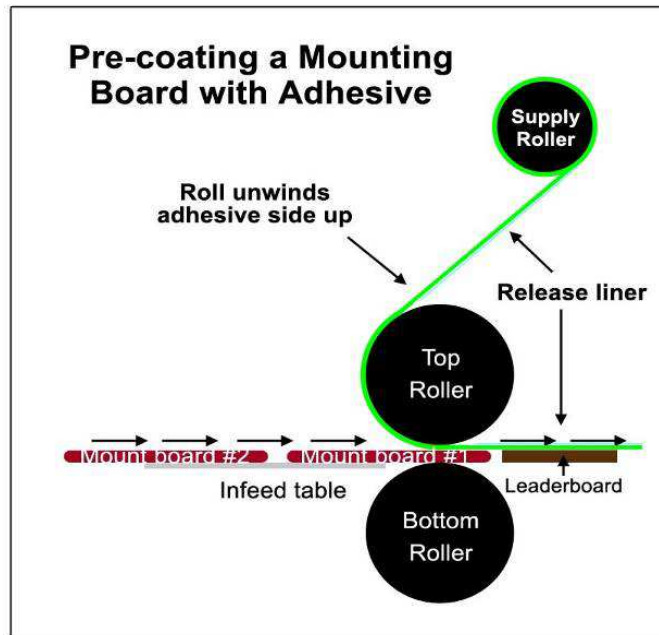 Pre-coating a Mounting
Board with Adhesive
Supply
Roller
Roll unwinds
adhesive side up
Release liner
Top
Roller
Mount board #2
Mount board #1
Infeed table
Leaderboard
Bottom
Roller